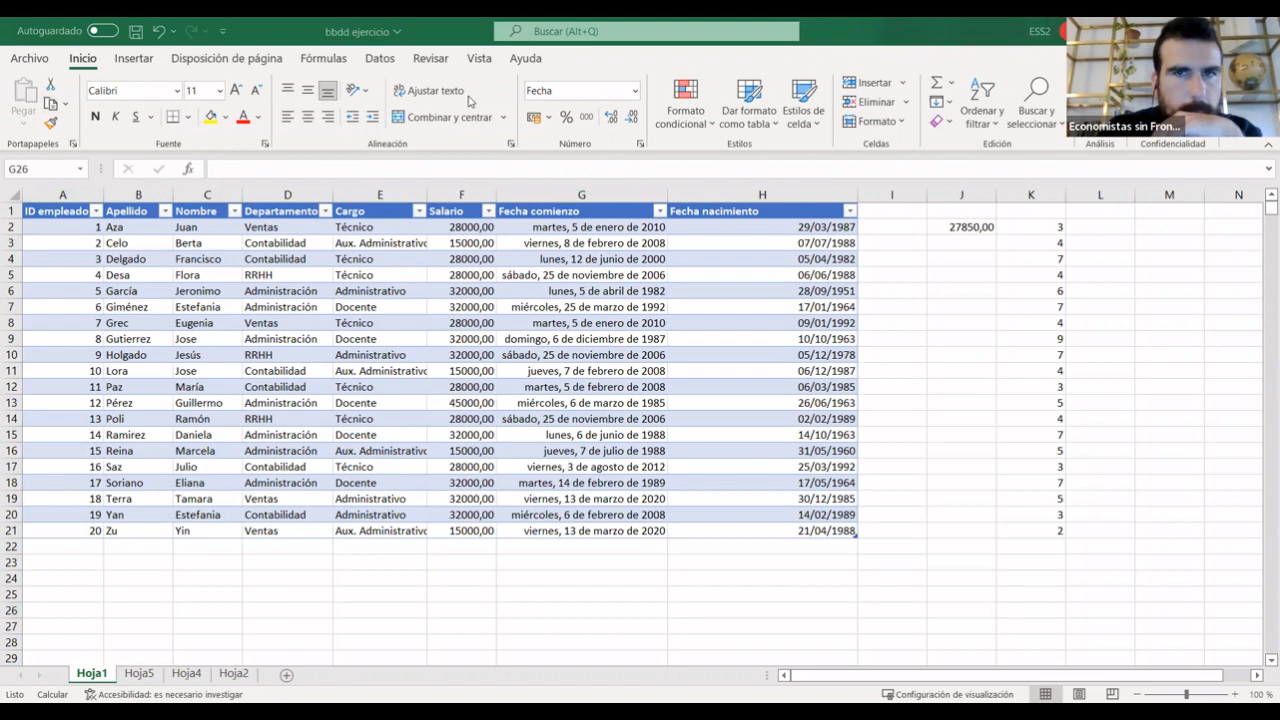 Autoguardado
bbdd ejercicio
Buscar (Alt+Q)
ESS2
Archivo Inicio Insertar Disposición de página Fórmulas Datos Revisar Vista Ayuda
Pegar
Calibri 11
N K S
Ajustar texto
Combinar y centrar
Fecha
% 000
Formato condicional
Dar formato como tabla
Estilos de celda
Insertar
Eliminar
Formato
Ordenar y filtrar
Buscar y seleccionar
Economistas sin Fron...
Portapapeles Fuente Alineación Número Estilos Celdas Edición Análisis Confidencialidad
G26 fx
A B C D E F G H I J K L M N
1 ID empleado Apellido Nombre Departamento Cargo Salario Fecha comienzo Fecha nacimiento
2 1 Aza Juan Ventas Técnico 28000,00 martes, 5 de enero de 2010 29/03/1987 27850,00 3
3 2 Celo Berta Contabilidad Aux. Administrativo 15000,00 viernes, 8 de febrero de 2008 07/07/1988 4
4 3 Delgado Francisco Contabilidad Técnico 28000,00 lunes, 12 de junio de 2000 05/04/1982 7
5 4 Desa Flora RRHH Técnico 28000,00 sábado, 25 de noviembre de 2006 06/06/1988 4
6 5 García Jeronimo Administración Administrativo 32000,00 lunes, 5 de abril de 1982 28/09/1951 6
7 6 Giménez Estefania Administración Docente 32000,00 miércoles, 25 de marzo de 1992 17/01/1964 7
8 7 Grec Eugenia Ventas Técnico 28000,00 martes, 5 de enero de 2010 09/01/1992 4
9 8 Gutierrez Jose Administración Docente 32000,00 domingo, 6 de diciembre de 1987 10/10/1963 9
10 9 Holgado Jesús RRHH Administrativo 32000,00 sábado, 25 de noviembre de 2006 05/12/1978 7
11 10 Lora Jose Contabilidad Aux. Administrativo 15000,00 jueves, 7 de febrero de 2008 06/12/1987 4
12 11 Paz María Contabilidad Técnico 28000,00 martes, 5 de febrero de 2008 06/03/1985 3
13 12 Pérez Guillermo Administración Docente 45000,00 miércoles, 6 de marzo de 1985 26/06/1963 5
14 13 Poli Ramón RRHH Técnico 28000,00 sábado, 25 de noviembre de 2006 02/02/1989 4
15 14 Ramirez Daniela Administración Docente 32000,00 lunes, 6 de junio de 1988 14/10/1963 7
16 15 Reina Marcela Administración Aux. Administrativo 15000,00 jueves, 7 de julio de 1988 31/05/1960 5
17 16 Saz Julio Contabilidad Técnico 28000,00 viernes, 3 de agosto de 2012 25/03/1992 3
18 17 Soriano Eliana Administración Docente 32000,00 martes, 14 de febrero de 1989 17/05/1964 7
19 18 Terra Tamara Ventas Administrativo 32000,00 viernes, 13 de marzo de 2020 30/12/1985 5
20 19 Yan Estefania Contabilidad Administrativo 32000,00 miércoles, 6 de febrero de 2008 14/02/1989 3
21 20 Zu Yin Ventas Aux. Administrativo 15000,00 viernes, 13 de marzo de 2020 21/04/1988 2
22
23
24
25
26
27
28
29
Hoja1 Hoja5 Hoja4 Hoja2
Listo Calcular Accesibilidad: es necesario investigar Configuración de visualización 100 %